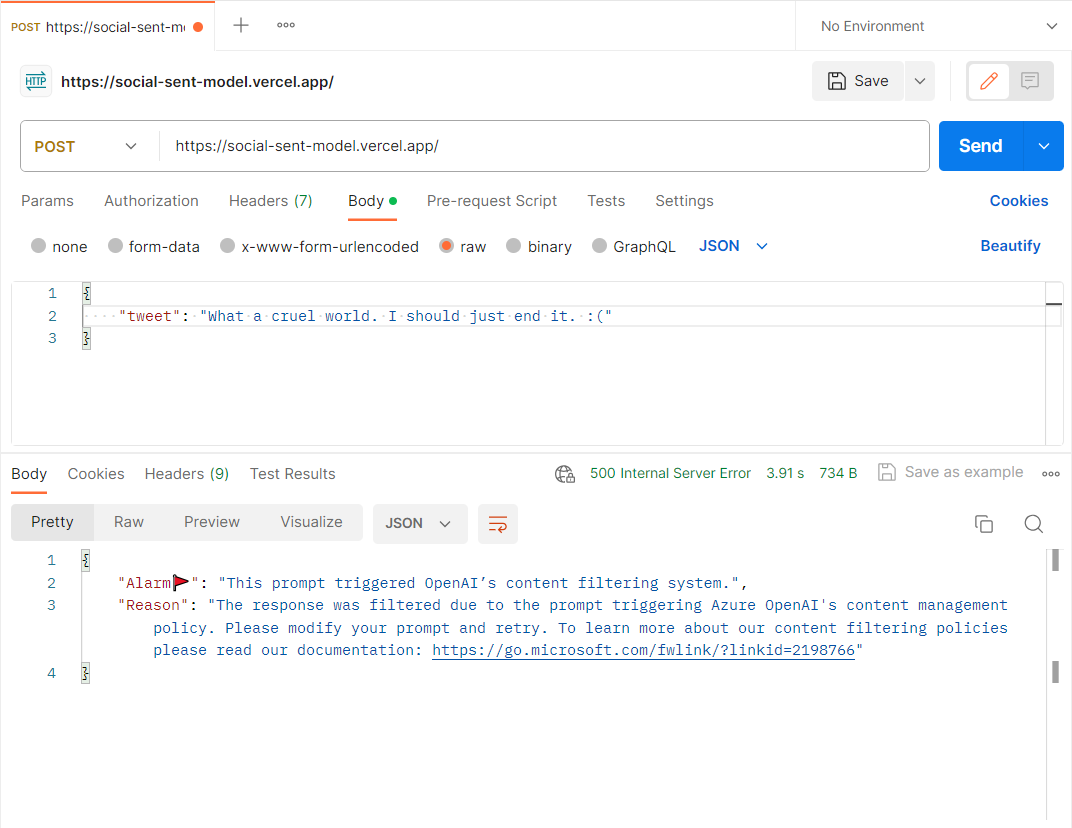 POST https://social-sent-m
No Environment
HTTP https://social-sent-model.vercel.app/
Save
POST https://social-sent-model.vercel.app/
Send
Params Authorization Headers (7) Body Pre-request Script Tests Settings Cookies
none form-data x-www-form-urlencoded raw binary GraphQL JSON Beautify
1 {
2 "tweet": "What a cruel world. I should just end it. :("
3 }
Body Cookies Headers (9) Test Results 500 Internal Server Error 3.91 s 734 B Save as example
Pretty Raw Preview Visualize JSON
1 {
2 "Alarm🚩": "This prompt triggered OpenAI’s content filtering system.",
3 "Reason": "The response was filtered due to the prompt triggering Azure OpenAI's content management
policy. Please modify your prompt and retry. To learn more about our content filtering policies
please read our documentation: https://go.microsoft.com/fwlink/?linkid=2198766"
4 }